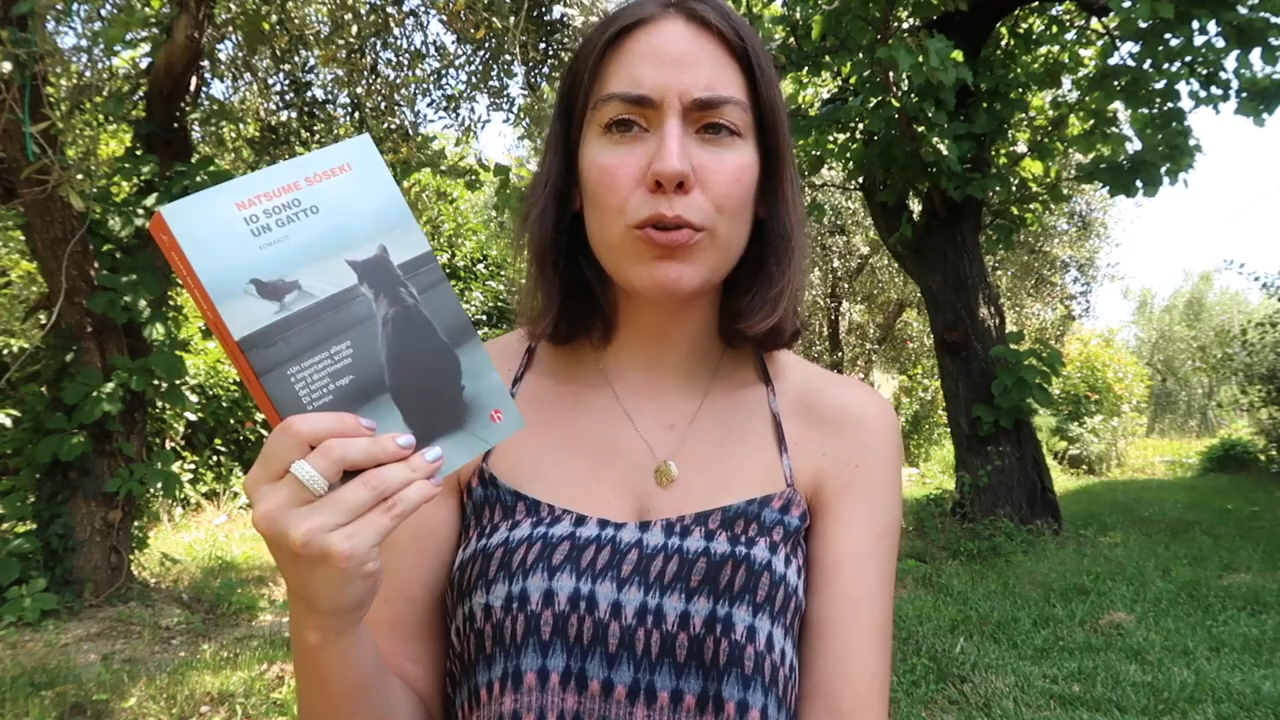 NATSUME SŌSEKI
IO SONO
UN GATTO
ROMANZO
«Un romanzo allegro
e importante, scritto
per il divertimento
dei lettori.
Di ieri e di oggi».
la Stampa